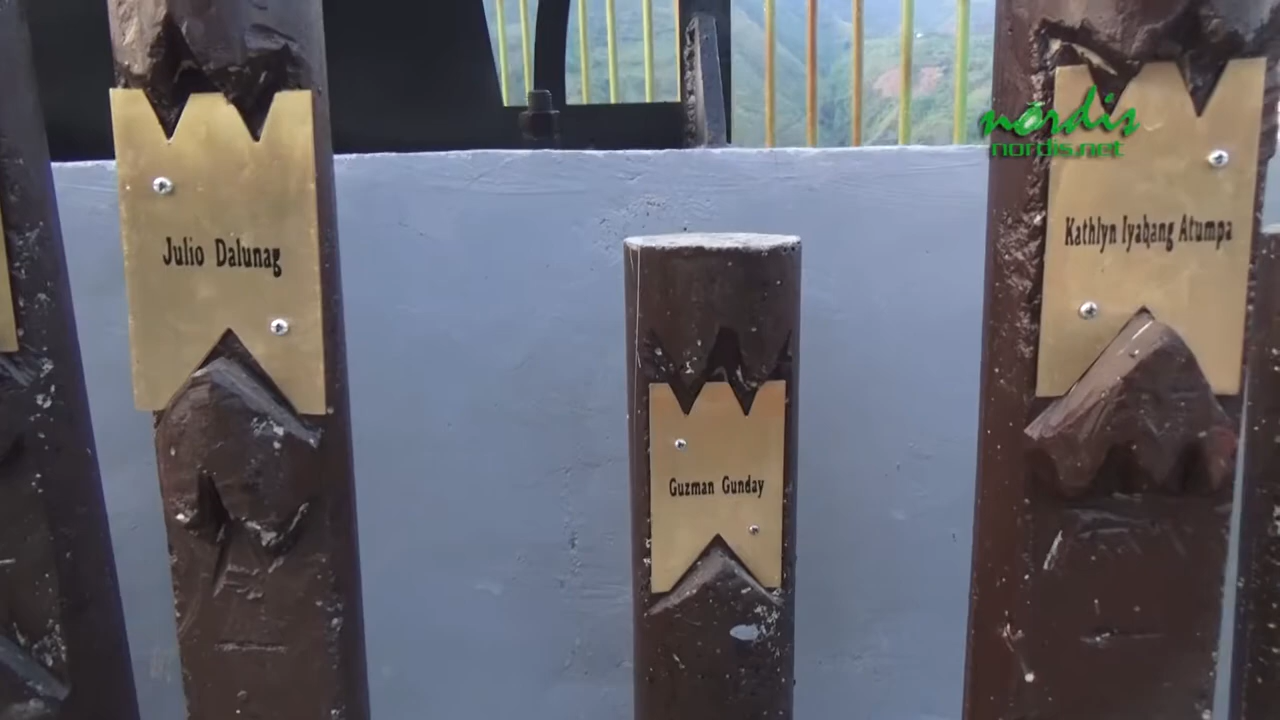 nordis
nordis.net
Julio Dalunag
Kathlyn Iyabang Atumpa
Guzman Gunday